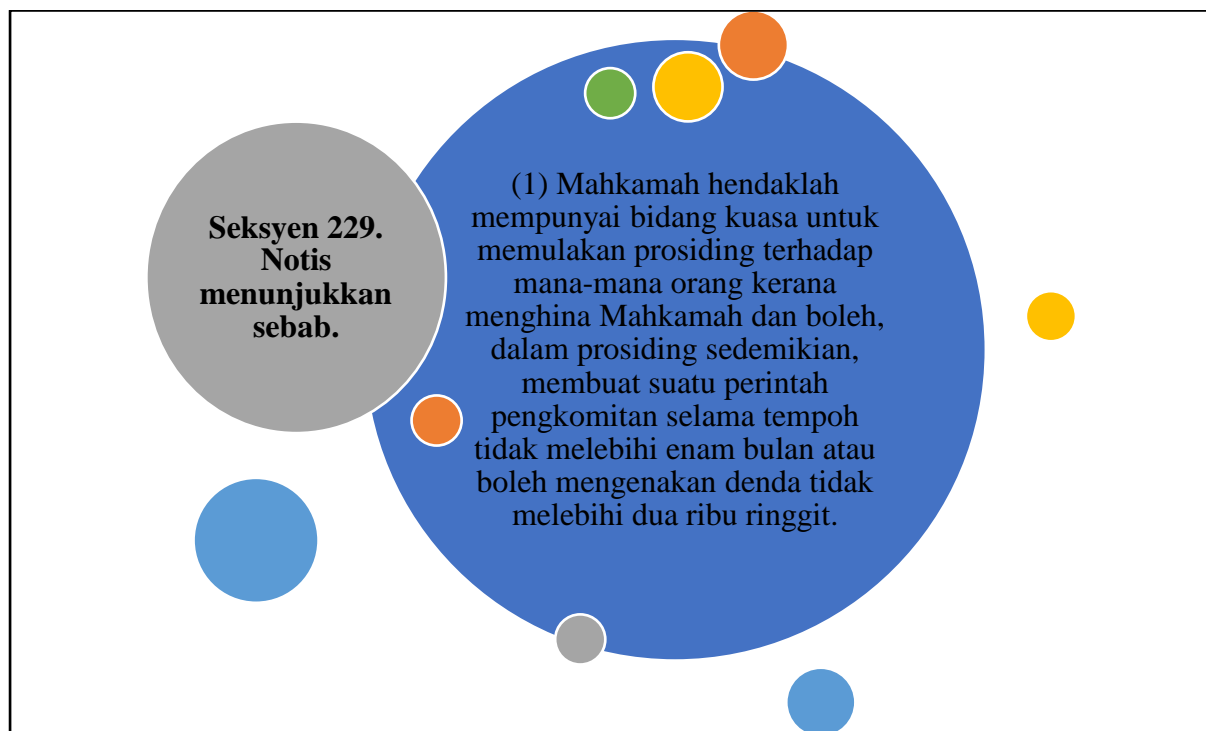 Seksyen 229.
Notis
menunjukkan
sebab.
(1) Mahkamah hendaklah
mempunyai bidang kuasa untuk
memulakan prosiding terhadap
mana-mana orang kerana
menghina Mahkamah dan boleh,
dalam prosiding sedemikian,
membuat suatu perintah
pengkomitan selama tempoh
tidak melebihi enam bulan atau
boleh mengenakan denda tidak
melebihi dua ribu ringgit.